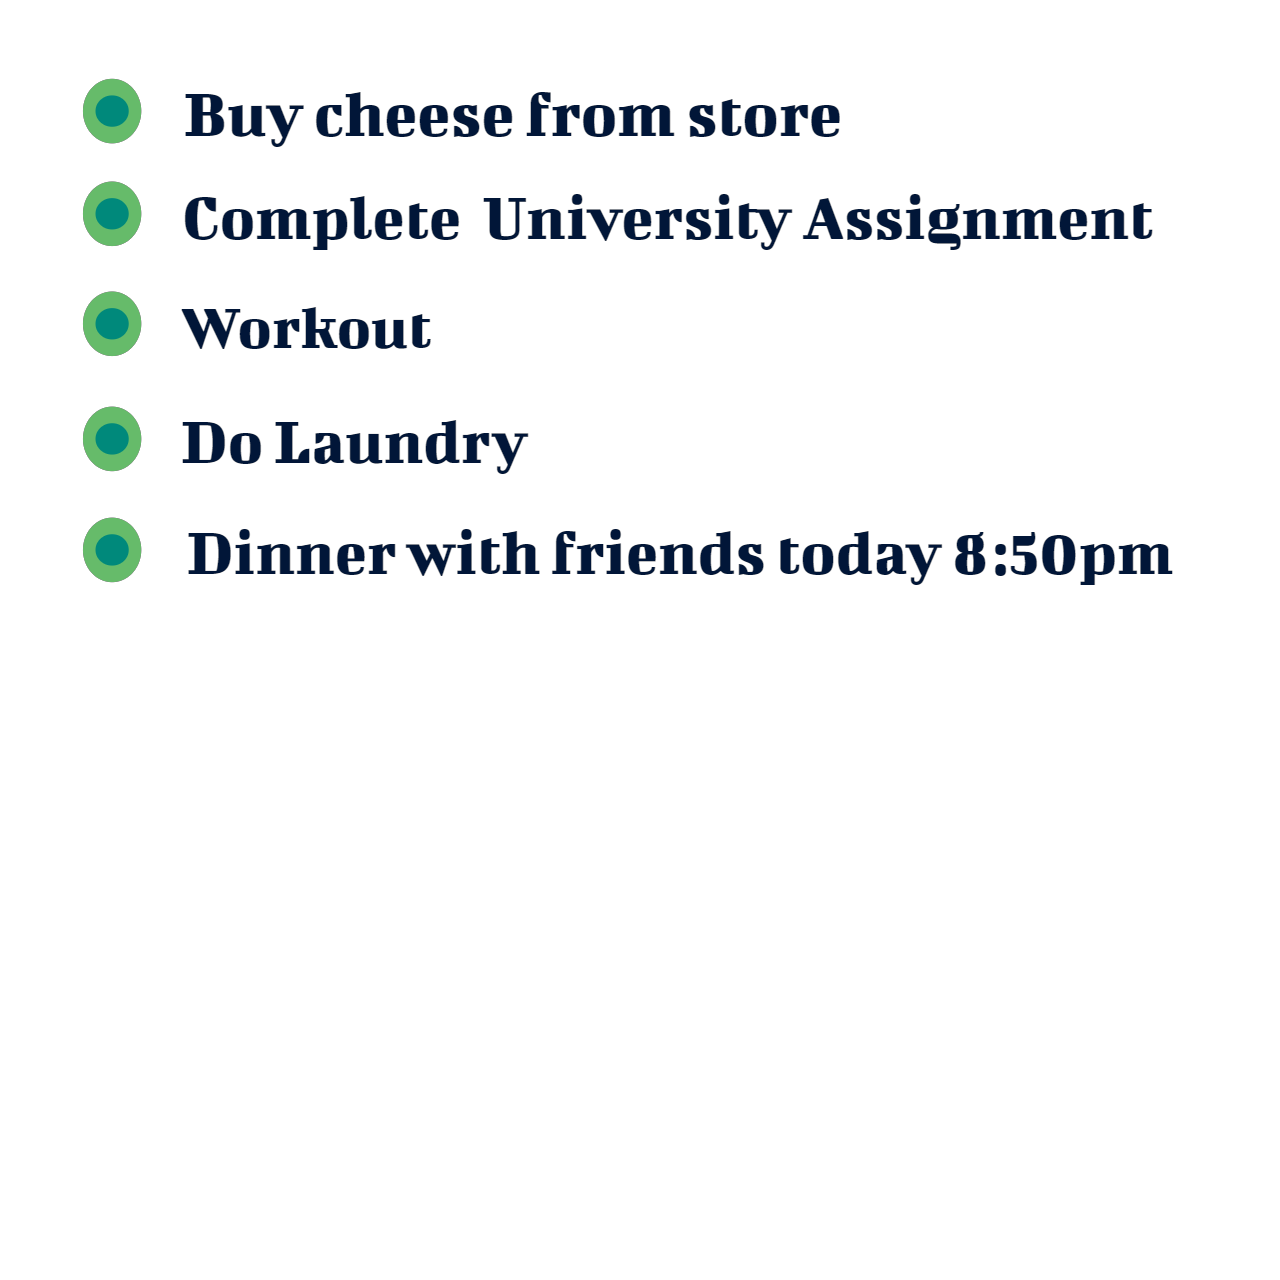 Buy cheese from store
Complete  University Assignment
Workout
Do Laundry
Dinner with friends today 8:50pm